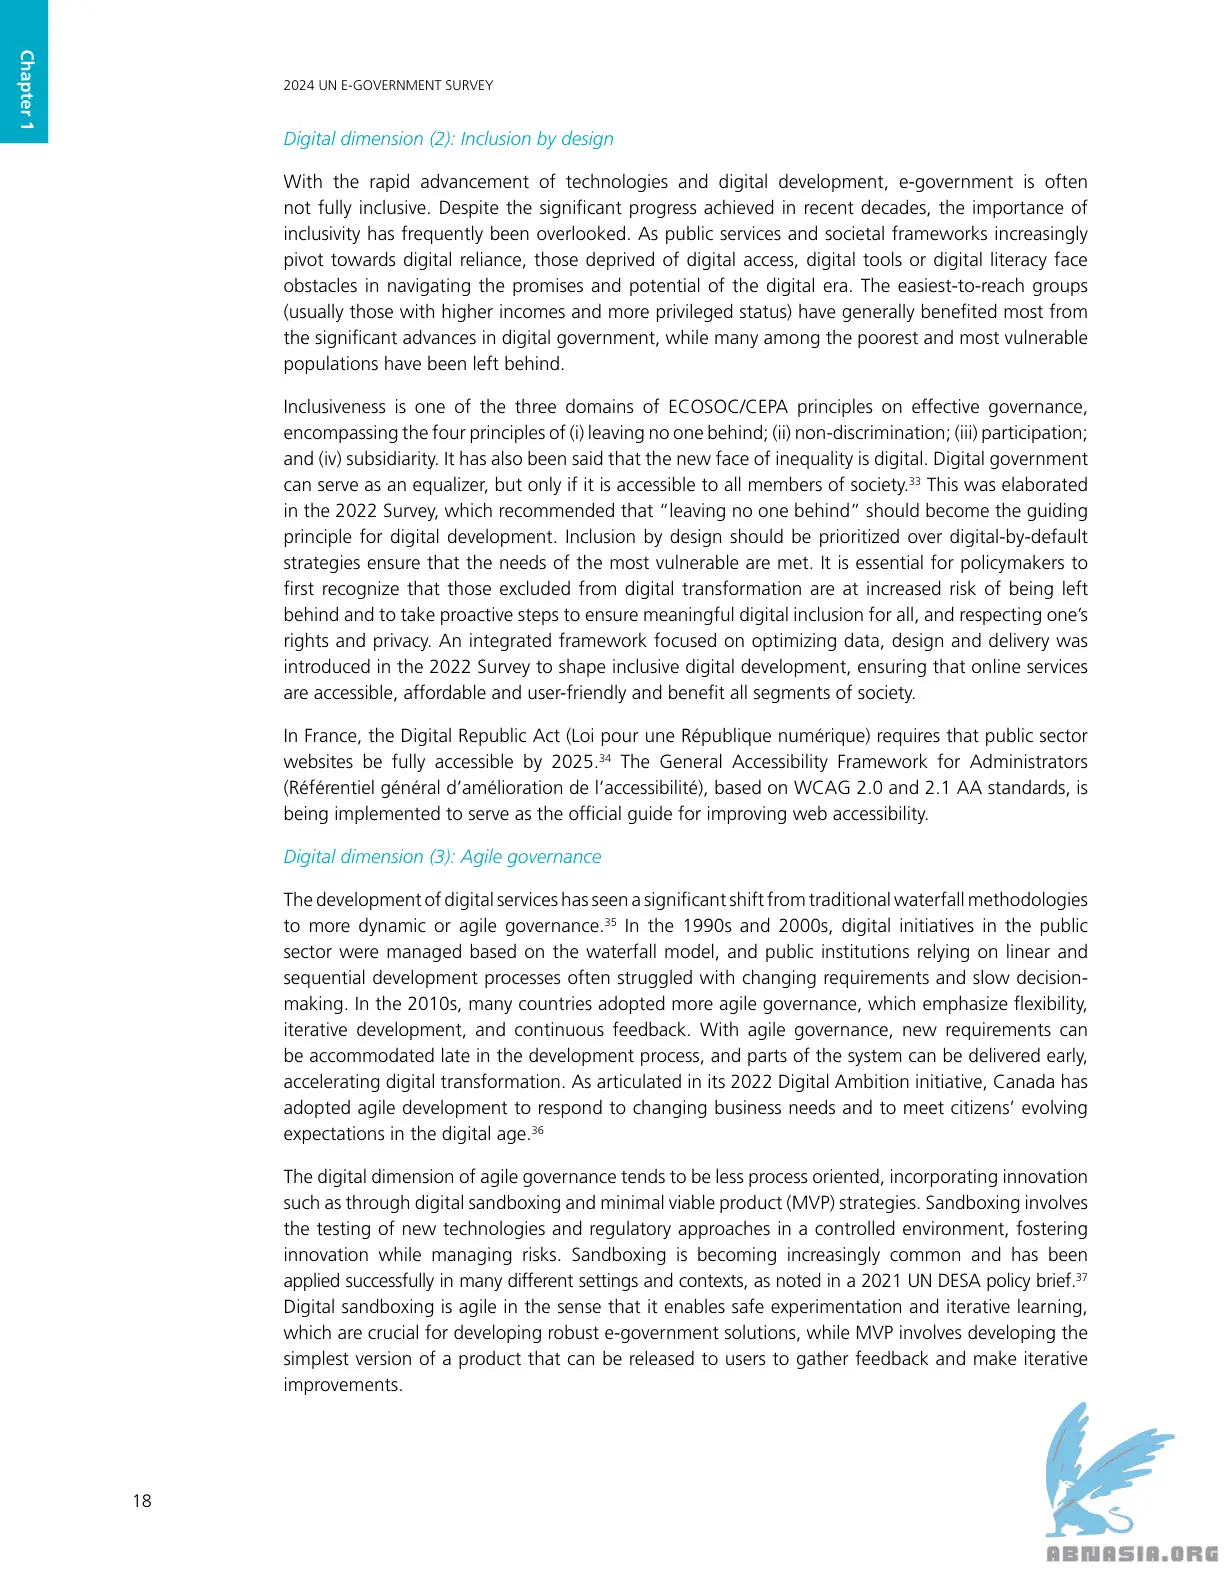 Chapter 1
2024 UN E-GOVERNMENT SURVEY
Digital dimension (2): Inclusion by design
With the rapid advancement of technologies and digital development, e-government is often
not fully inclusive. Despite the significant progress achieved in recent decades, the importance of
inclusivity has frequently been overlooked. As public services and societal frameworks increasingly
pivot towards digital reliance, those deprived of digital access, digital tools or digital literacy face
obstacles in navigating the promises and potential of the digital era. The easiest-to-reach groups
(usually those with higher incomes and more privileged status) have generally benefited most from
the significant advances in digital government, while many among the poorest and most vulnerable
populations have been left behind.
Inclusiveness is one of the three domains of ECOSOC/CEPA principles on effective governance,
encompassing the four principles of (i) leaving no one behind; (ii) non-discrimination; (iii) participation;
and (iv) subsidiarity. It has also been said that the new face of inequality is digital. Digital government
can serve as an equalizer, but only if it is accessible to all members of society.33 This was elaborated
in the 2022 Survey, which recommended that “leaving no one behind” should become the guiding
principle for digital development. Inclusion by design should be prioritized over digital-by-default
strategies ensure that the needs of the most vulnerable are met. It is essential for policymakers to
first recognize that those excluded from digital transformation are at increased risk of being left
behind and to take proactive steps to ensure meaningful digital inclusion for all, and respecting one’s
rights and privacy. An integrated framework focused on optimizing data, design and delivery was
introduced in the 2022 Survey to shape inclusive digital development, ensuring that online services
are accessible, affordable and user-friendly and benefit all segments of society.
In France, the Digital Republic Act (Loi pour une République numérique) requires that public sector
websites be fully accessible by 2025.34 The General Accessibility Framework for Administrators
(Référentiel général d’amélioration de l’accessibilité), based on WCAG 2.0 and 2.1 AA standards, is
being implemented to serve as the official guide for improving web accessibility.
Digital dimension (3): Agile governance
The development of digital services has seen a significant shift from traditional waterfall methodologies
to more dynamic or agile governance.35 In the 1990s and 2000s, digital initiatives in the public
sector were managed based on the waterfall model, and public institutions relying on linear and
sequential development processes often struggled with changing requirements and slow decision-
making. In the 2010s, many countries adopted more agile governance, which emphasize flexibility,
iterative development, and continuous feedback. With agile governance, new requirements can
be accommodated late in the development process, and parts of the system can be delivered early,
accelerating digital transformation. As articulated in its 2022 Digital Ambition initiative, Canada has
adopted agile development to respond to changing business needs and to meet citizens’ evolving
expectations in the digital age.36
The digital dimension of agile governance tends to be less process oriented, incorporating innovation
such as through digital sandboxing and minimal viable product (MVP) strategies. Sandboxing involves
the testing of new technologies and regulatory approaches in a controlled environment, fostering
innovation while managing risks. Sandboxing is becoming increasingly common and has been
applied successfully in many different settings and contexts, as noted in a 2021 UN DESA policy brief.37
Digital sandboxing is agile in the sense that it enables safe experimentation and iterative learning,
which are crucial for developing robust e-government solutions, while MVP involves developing the
simplest version of a product that can be released to users to gather feedback and make iterative
improvements.
18
ABNASIA.ORG